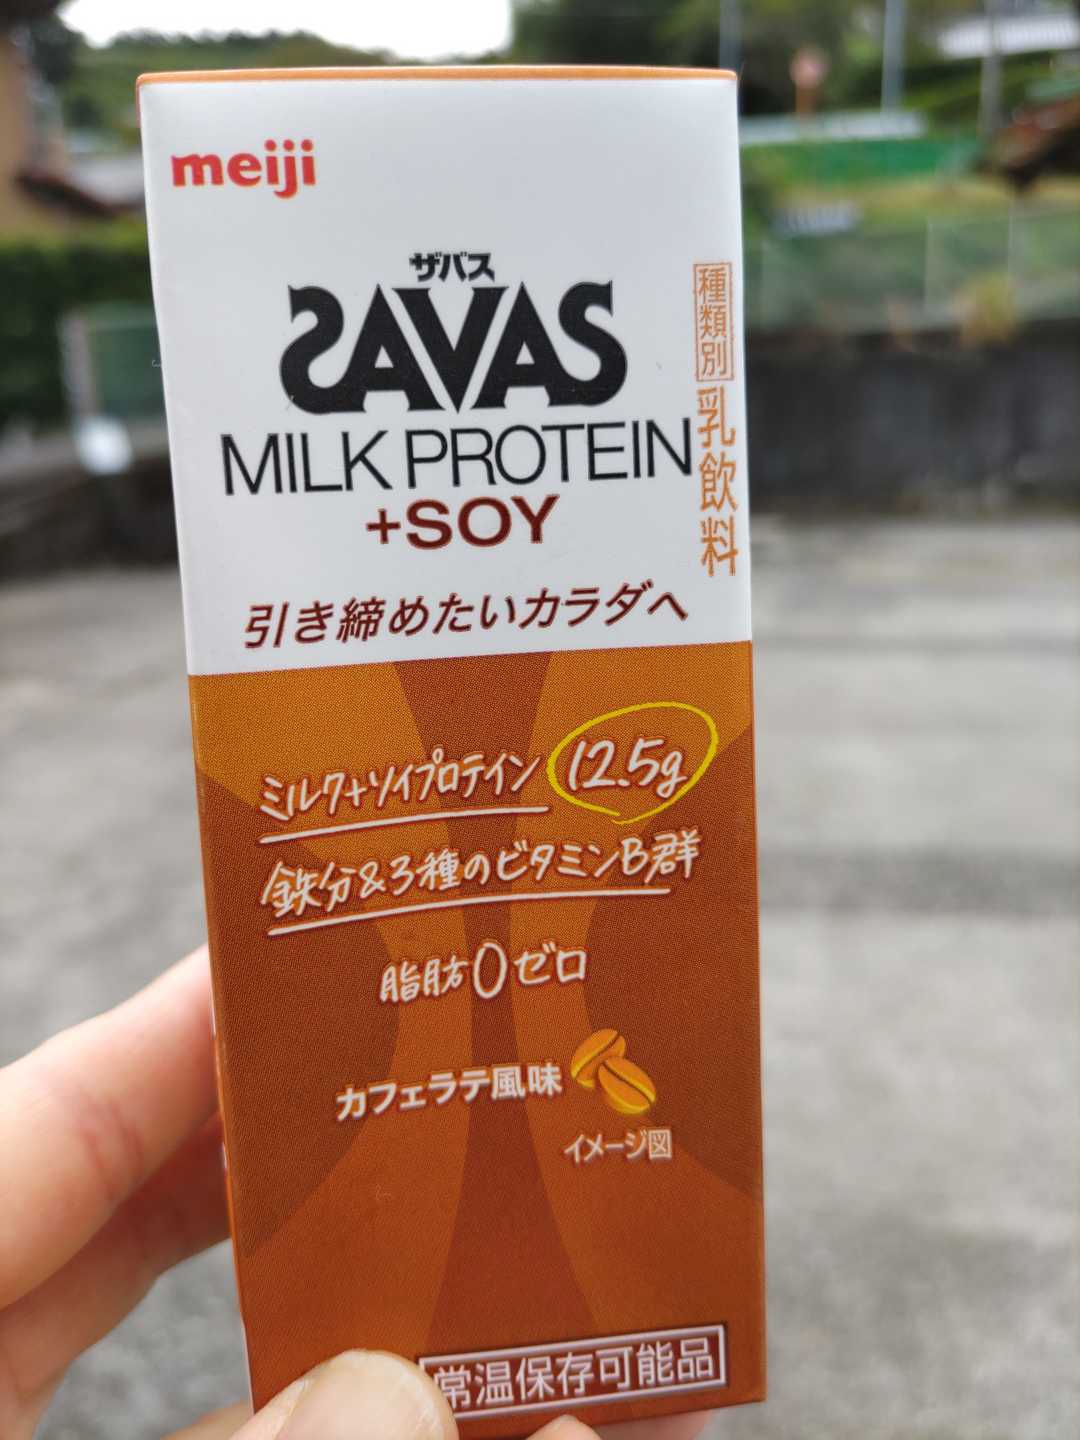 meiji
ザバス
SAVAS
MILK PROTEIN
+SOY
種類別 乳飲料
引き締めたいカラダへ
ミルク+ソイプロテイン 12.5g
鉄分&3種のビタミンB群
脂肪0ゼロ
カフェラテ風味
イメージ図
常温保存可能品